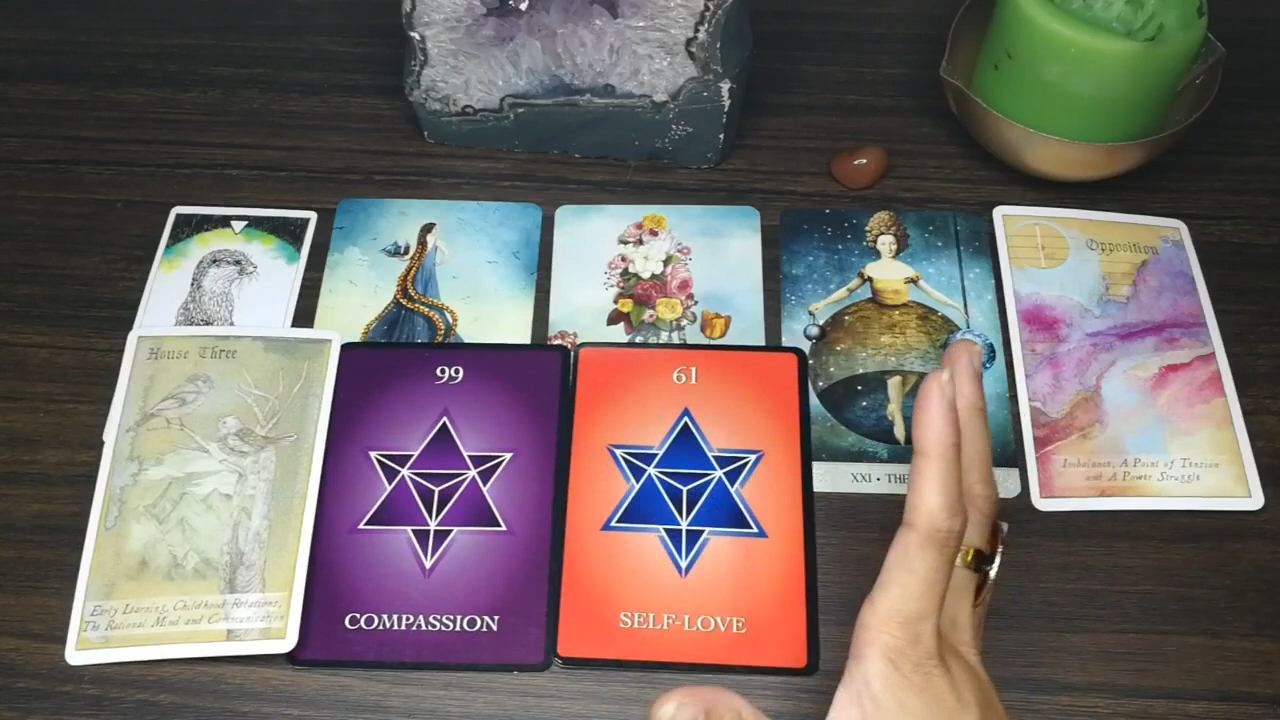 Opposition
Imbalance, A Point of Tension
and A Power Struggle
XXI • THE
House Three
Early Learning, Childhood Relations,
The Rational Mind and Communication
99
COMPASSION
61
SELF-LOVE